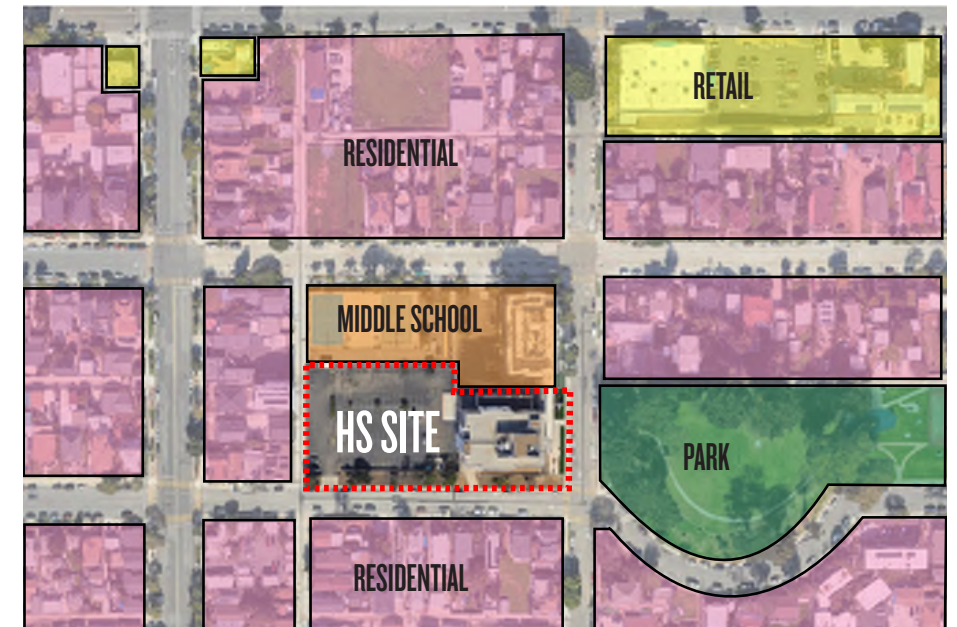 RETAIL
RESIDENTIAL
MIDDLE SCHOOL
HS SITE
PARK
RESIDENTIAL